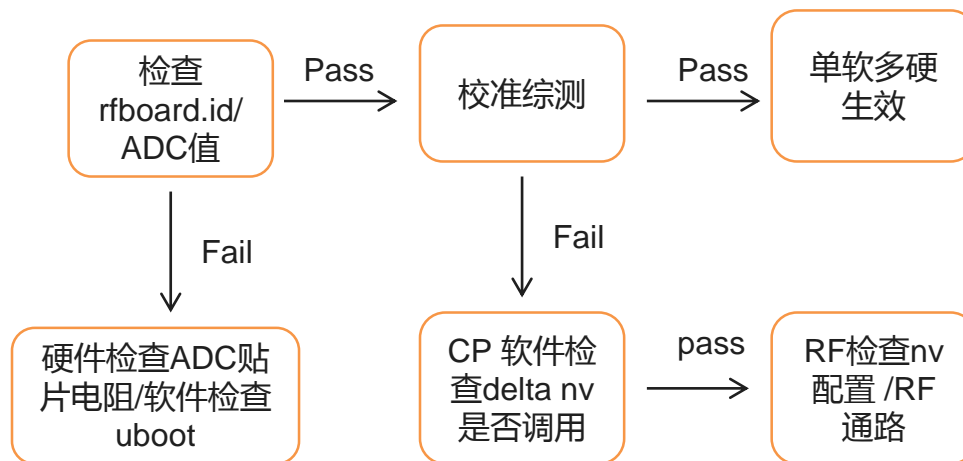 检查
rfboard.id/
ADC值
Pass
校准综测
Pass
单软多硬
生效
Fail
Fail
硬件检查ADC贴
片电阻/软件检查
uboot
CP 软件检
查delta nv
是否调用
pass
RF检查nv
配置 /RF
通路